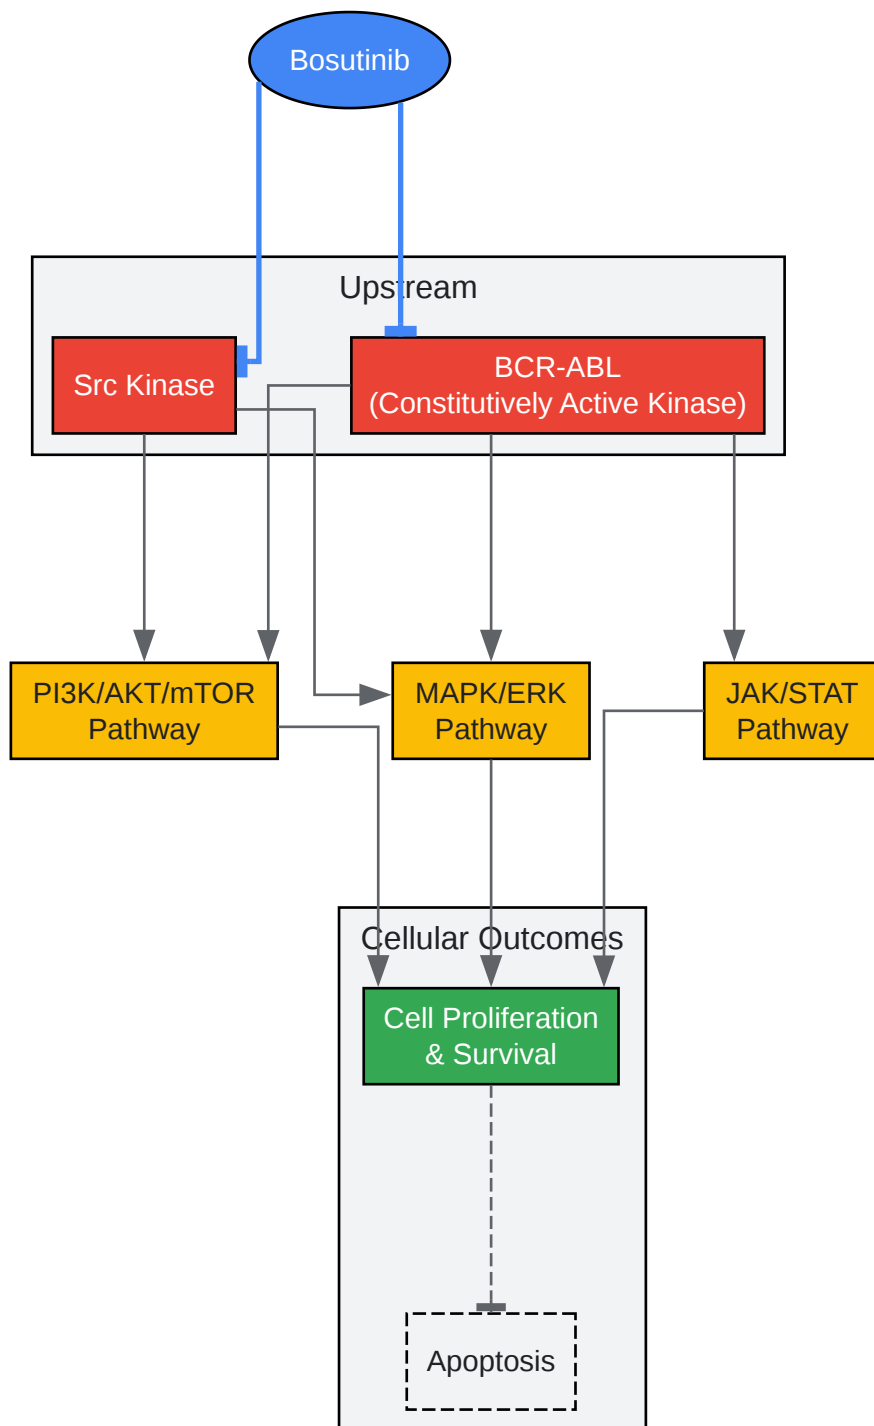 Bosutinib
Upstream
Src Kinase
BCR-ABL
(Constitutively Active Kinase)
PI3K/AKT/mTOR
Pathway
MAPK/ERK
Pathway
JAK/STAT
Pathway
Cellular Outcomes
Cell Proliferation
& Survival
Apoptosis